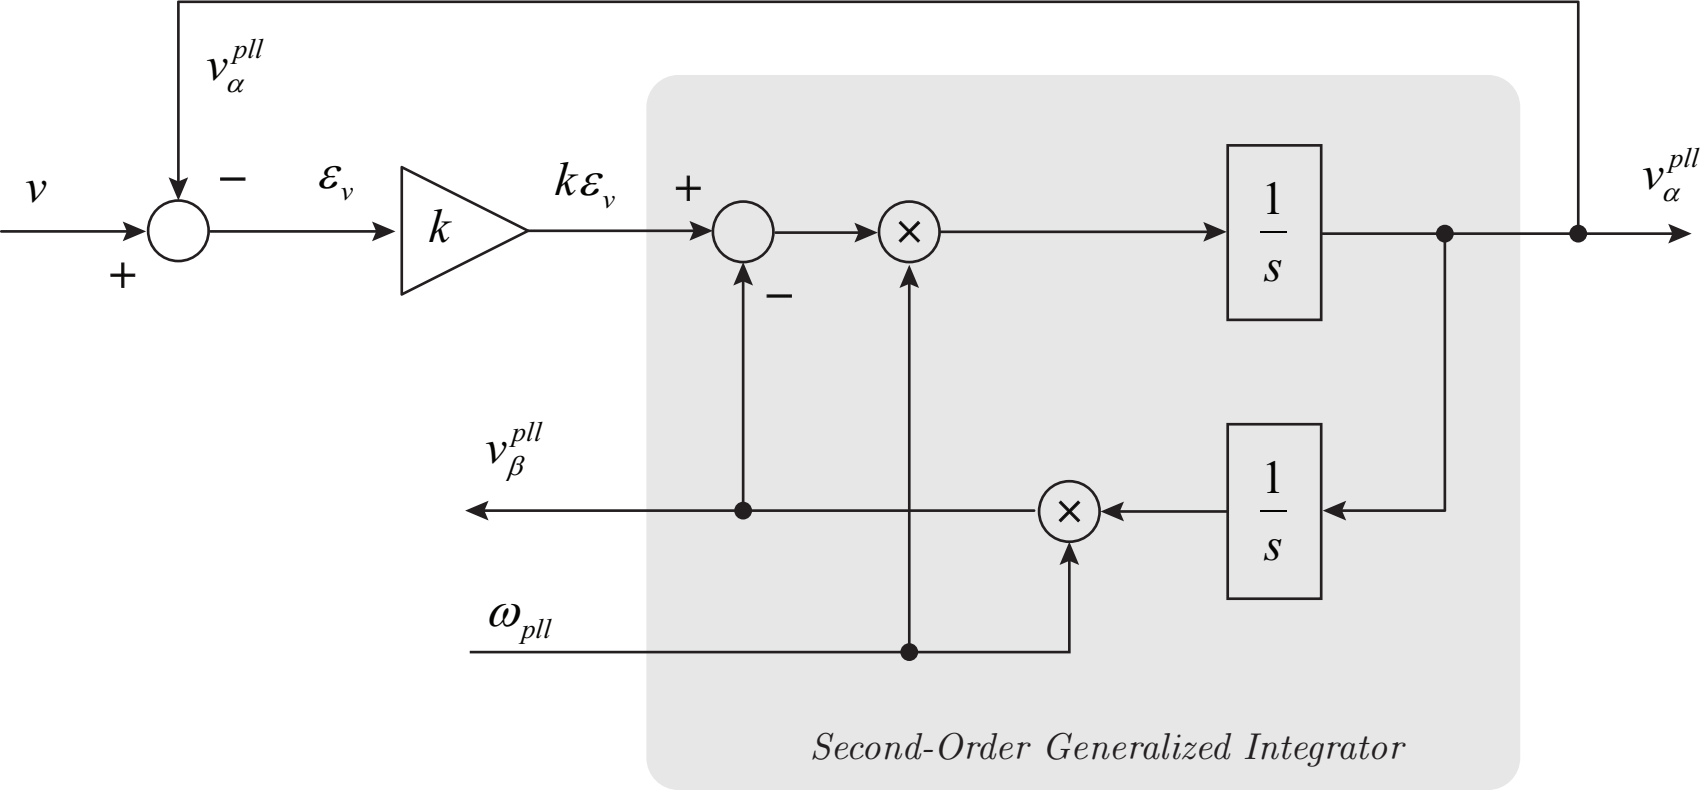 v_α^pll
v
−
ε_v
k
kε_v
+
×
1
s
v_α^pll
+
−
v_β^pll
×
1
s
ω_pll
Second-Order Generalized Integrator